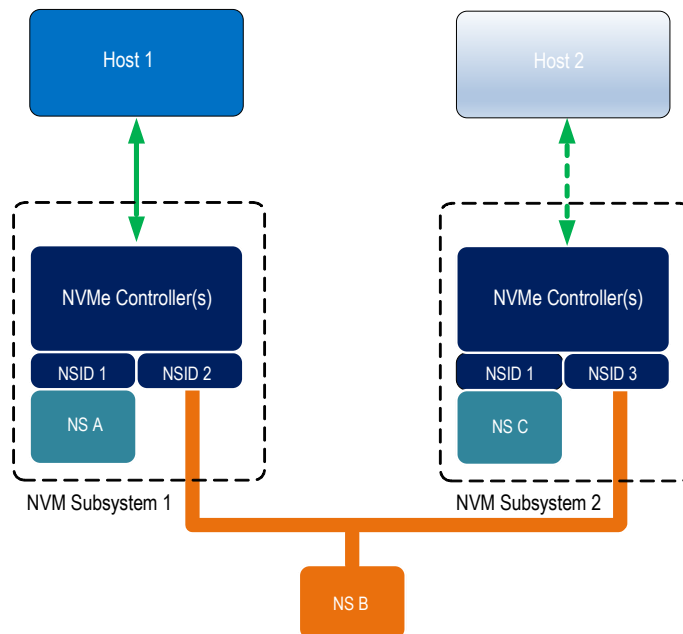 Host 1
Host 2
NVMe Controller(s)
NVMe Controller(s)
NSID 1
NSID 2
NSID 1
NSID 3
NS A
NS C
NVM Subsystem 1
NVM Subsystem 2
NS B